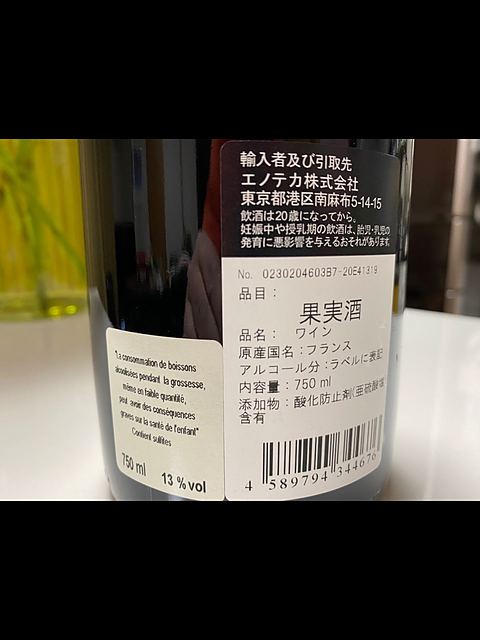 輸入者及び引取先
エノテカ株式会社
東京都港区南麻布5-14-15
飲酒は20歳になってから。
妊娠中や授乳期の飲酒は、胎児・乳児の
発育に悪影響を与えるおそれがあります。
No. 0230204603B7-20E41319
品目：
果実酒
品名： ワイン
原産国名：フランス
アルコール分：ラベルに表記
内容量：750 ml
添加物：酸化防止剤(亜硫酸塩
含有
4 589794 344676
"la consommation de boissons
alcoolisées pendant la grossesse,
même en faible quantité,
peut avoir des conséquences
graves sur la santé de l'enfant"
Contient sulfites
750 ml 13 % vol